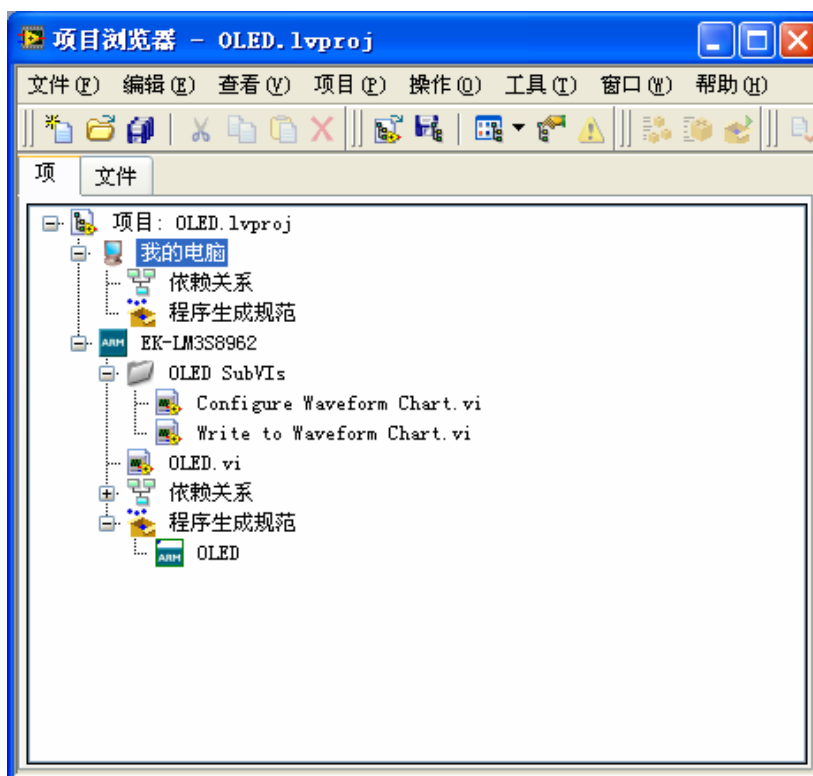 项目浏览器 - OLED.lvproj
文件(F) 编辑(E) 查看(V) 项目(P) 操作(O) 工具(T) 窗口(W) 帮助(H)
项 文件
项目: OLED.lvproj
我的电脑
依赖关系
程序生成规范
ARM EK-LM3S8962
OLED SubVIs
Configure Waveform Chart.vi
Write to Waveform Chart.vi
OLED.vi
依赖关系
程序生成规范
ARM OLED